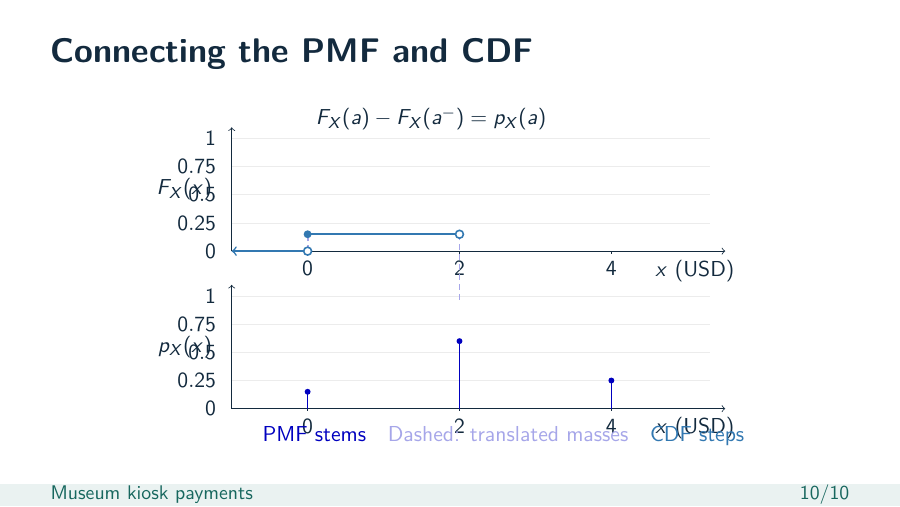 Connecting the PMF and CDF
F_X(a) − F_X(a⁻) = p_X(a)
1
0.75
F_X(x)
0.5
0.25
0
0 2 4 x (USD)
1
0.75
p_X(x)
0.5
0.25
0
0 2 4 x (USD)
PMF stems Dashed: translated masses CDF steps
Museum kiosk payments 10/10